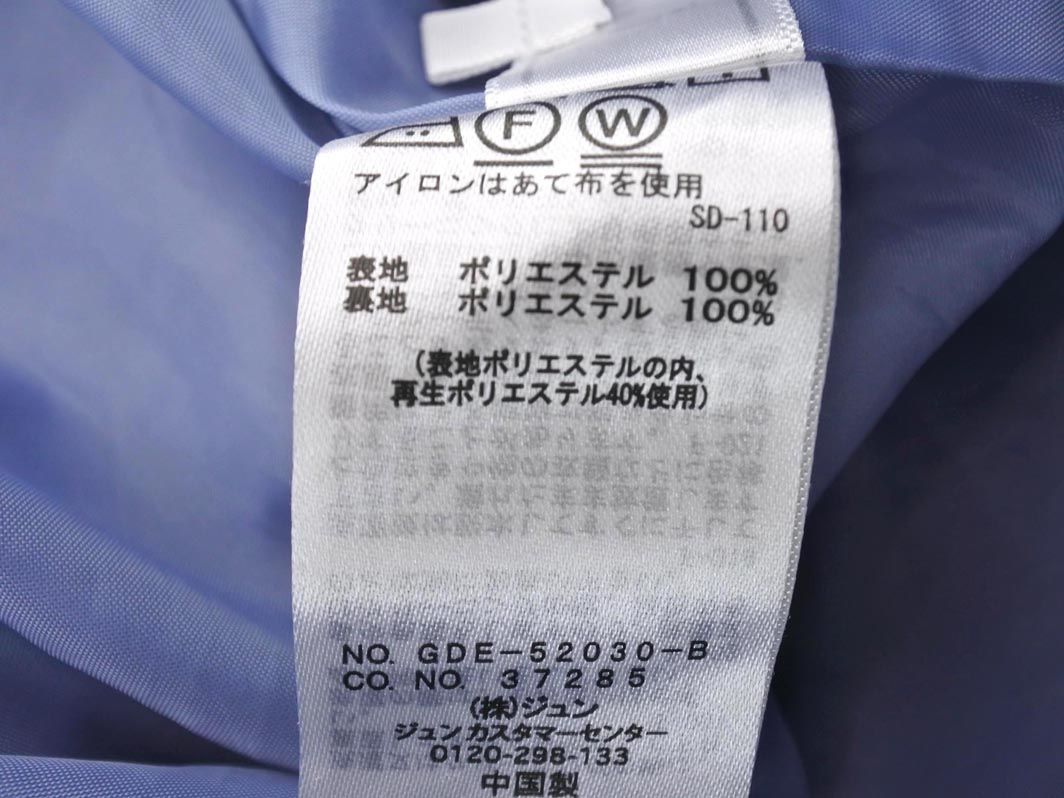 F W
アイロンはあて布を使用
SD-110
表地 ポリエステル 100%
裏地 ポリエステル 100%
(表地ポリエステルの内、
再生ポリエステル40%使用)
NO. GDE-52030-B
CO. NO. 37285
(株)ジュン
ジュン カスタマーセンター
0120-298-133
中国製